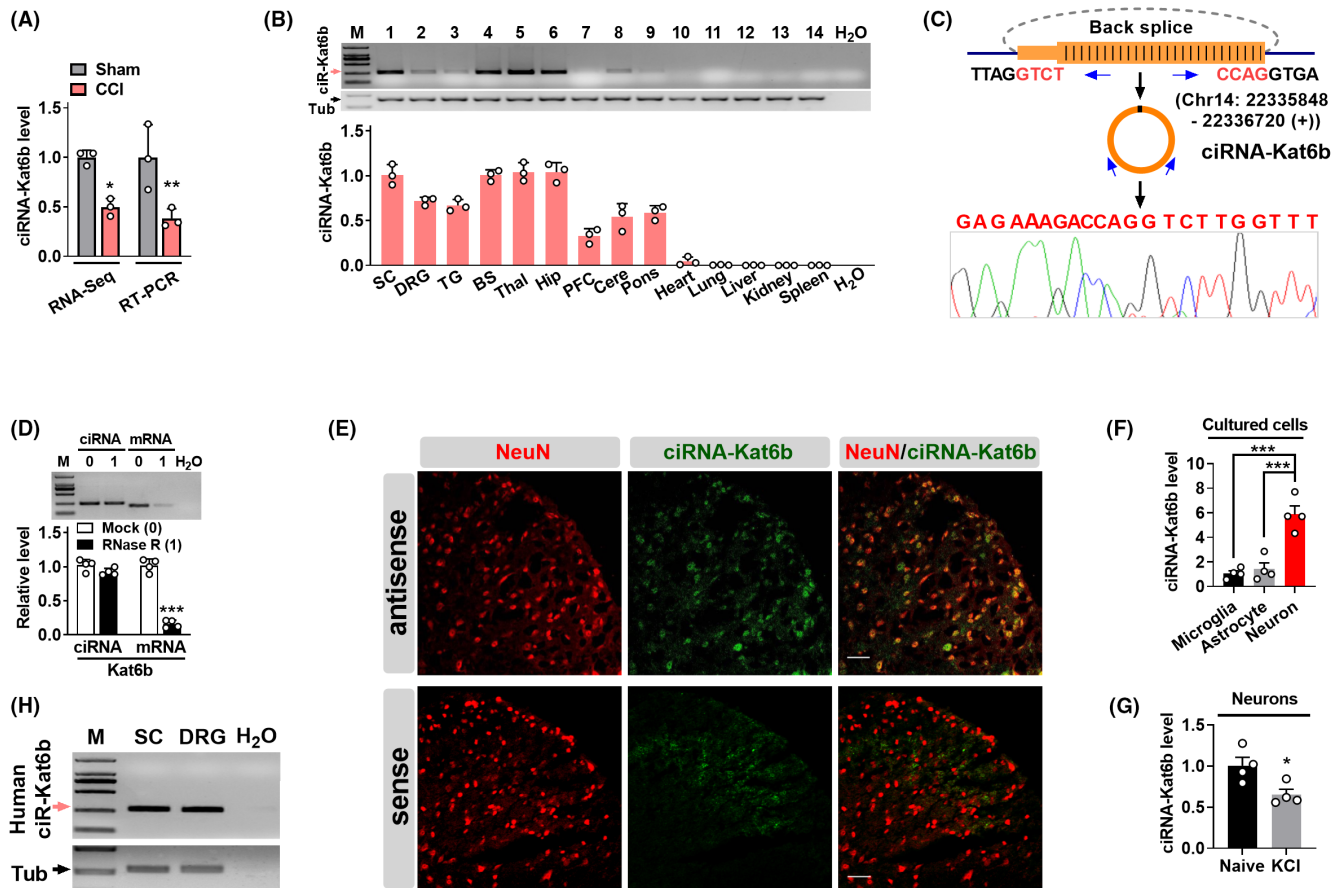 (A)
Sham
CCI
ciRNA-Kat6b level
1.5
1.0
0.5
0.0
*
**
RNA-Seq
RT-PCR
(B)
M 1 2 3 4 5 6 7 8 9 10 11 12 13 14 H2O
ciR-Kat6b
Tub
ciRNA-Kat6b
1.5
1.0
0.5
0.0
SC DRG TG BS Thal Hip PFC Cere Pons Heart Lung Liver Kidney Spleen H2O
(C)
Back splice
TTAGGTCT CCAGGTGA
(Chr14: 22335848
- 22336720 (+))
ciRNA-Kat6b
GAGAAAGACCAGGTCTTGGTTT
(D)
ciRNA mRNA
M 0 1 0 1 H2O
Relative level
1.5
1.0
0.5
0.0
Mock (0)
RNase R (1)
***
ciRNA mRNA
Kat6b
(E)
NeuN ciRNA-Kat6b NeuN/ciRNA-Kat6b
antisense
sense
(F)
Cultured cells
***
***
ciRNA-Kat6b level
10
8
6
4
2
0
Microglia
Astrocyte
Neuron
(G)
Neurons
ciRNA-Kat6b level
1.5
1.0
0.5
0.0
*
Naive KCl
(H)
M SC DRG H2O
Human
ciR-Kat6b
Tub